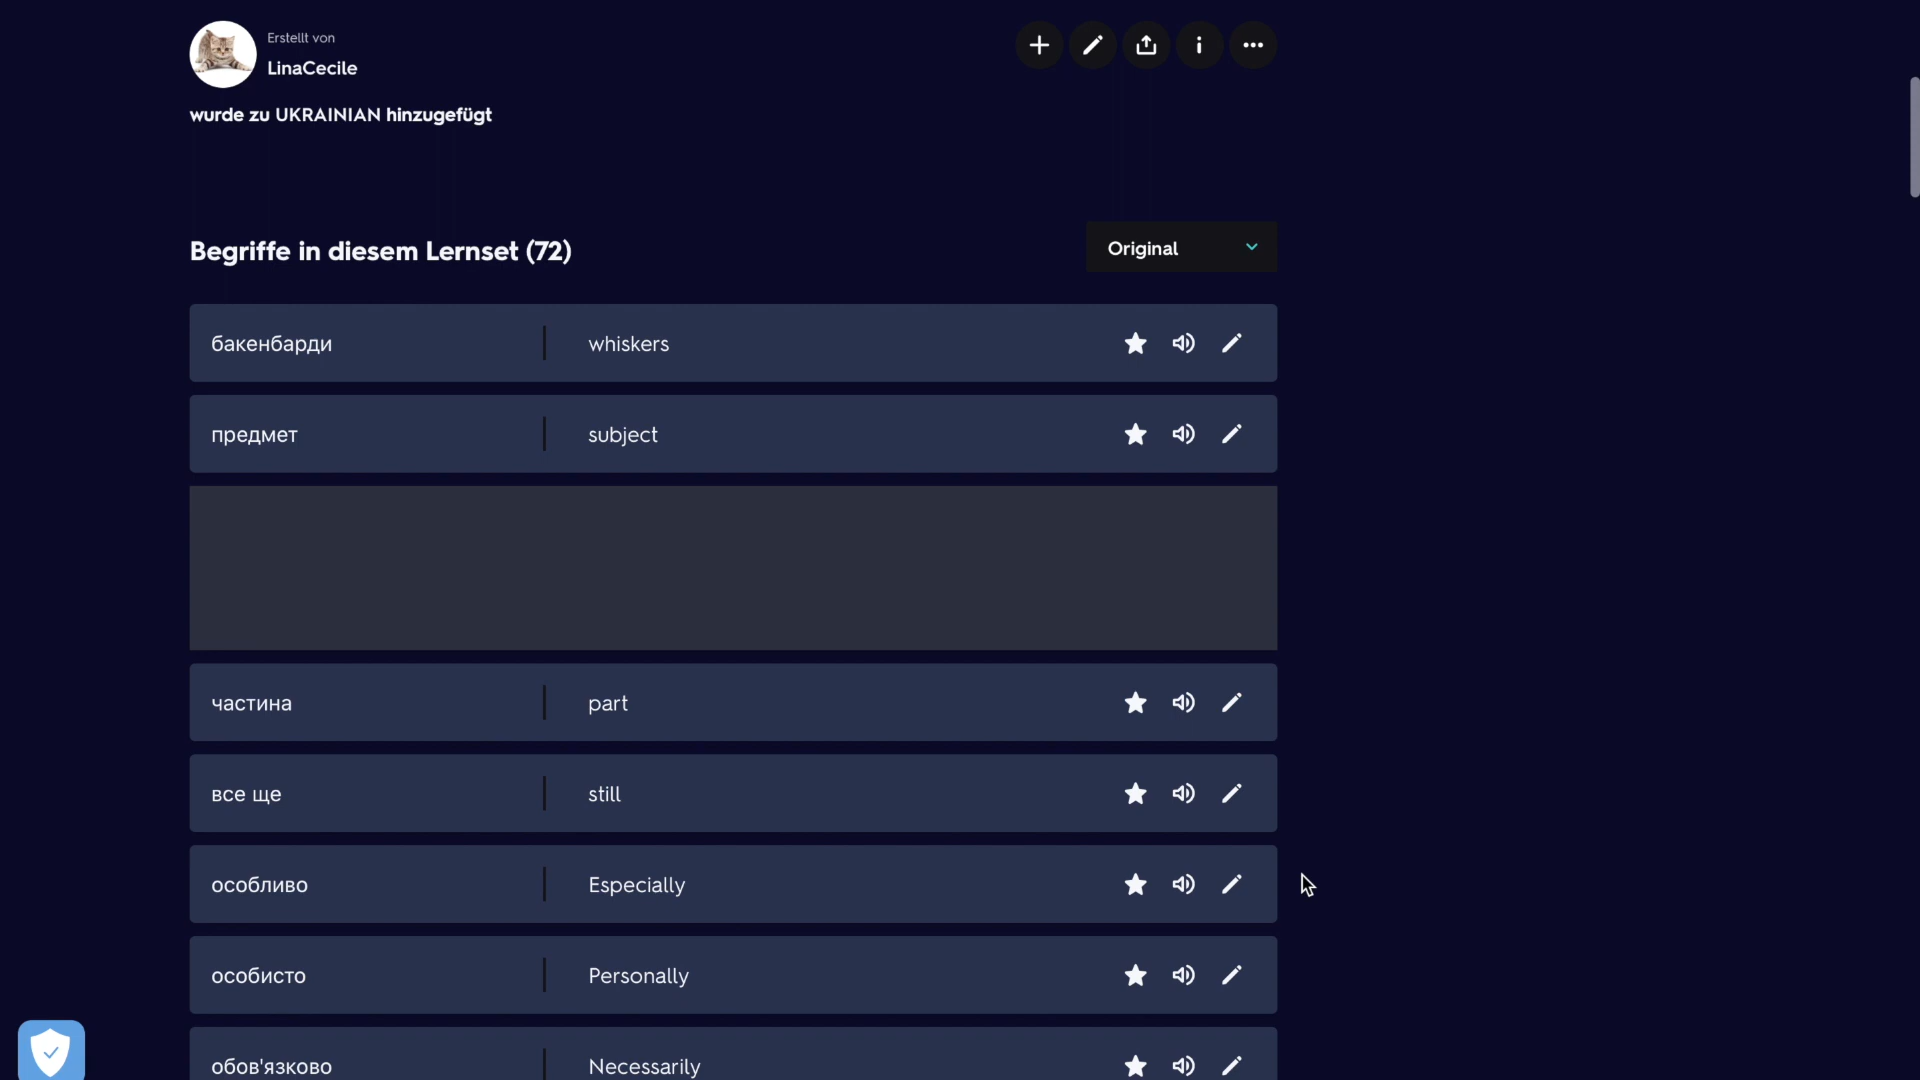 Erstellt von
LinaCecile
wurde zu UKRAINIAN hinzugefügt
Begriffe in diesem Lernset (72)
Original
бакенбарди whiskers
предмет subject
частина part
все ще still
особливо Especially
особисто Personally
обов'язково Necessarily